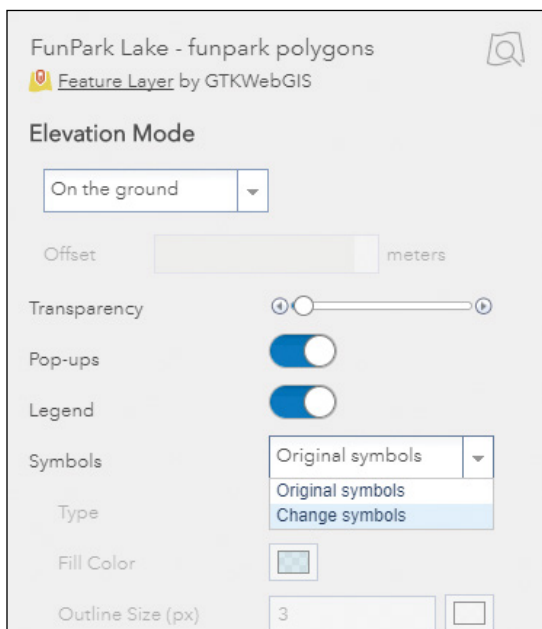 FunPark Lake - funpark polygons
Feature Layer by GTKWebGIS
Elevation Mode
On the ground
Offset meters
Transparency
Pop-ups
Legend
Symbols Original symbols
Original symbols
Type Change symbols
Fill Color
Outline Size (px) 3